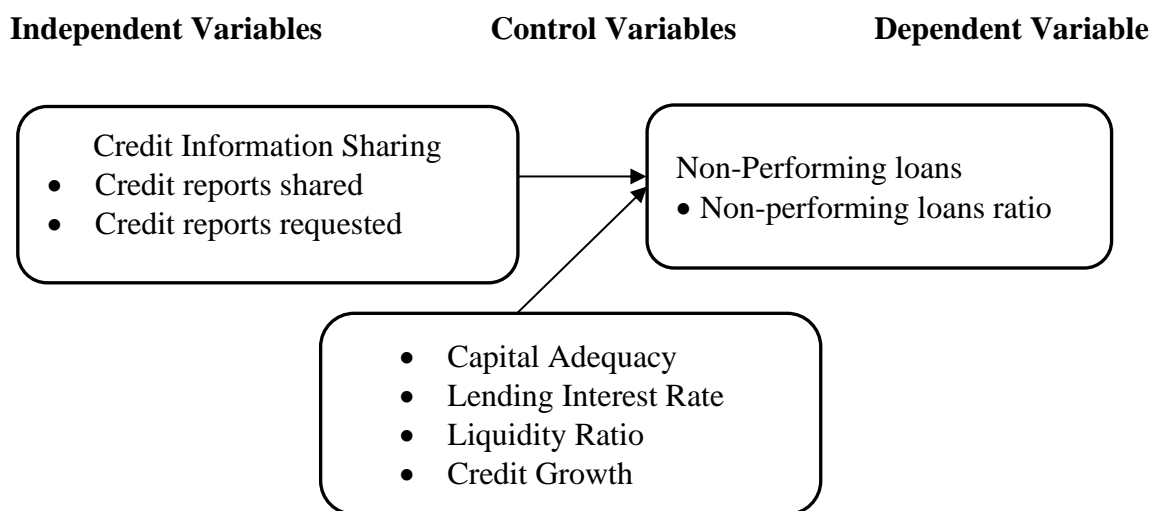 Independent Variables Control Variables Dependent Variable
Credit Information Sharing
• Credit reports shared
• Credit reports requested
Non-Performing loans
• Non-performing loans ratio
• Capital Adequacy
• Lending Interest Rate
• Liquidity Ratio
• Credit Growth